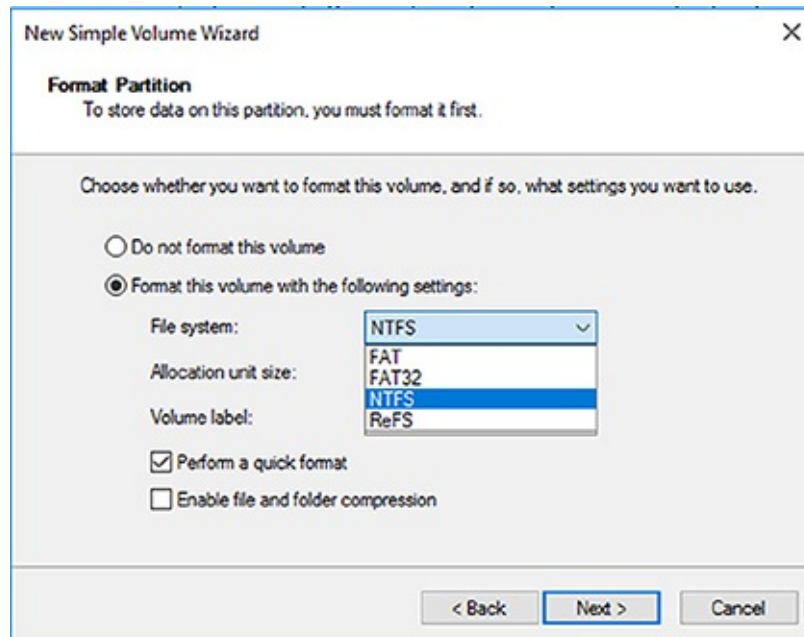 New Simple Volume Wizard
Format Partition
To store data on this partition, you must format it first.
Choose whether you want to format this volume, and if so, what settings you want to use.
Do not format this volume
Format this volume with the following settings:
File system: NTFS
FAT
Allocation unit size: FAT32
NTFS
Volume label: ReFS
Perform a quick format
Enable file and folder compression
< Back Next > Cancel